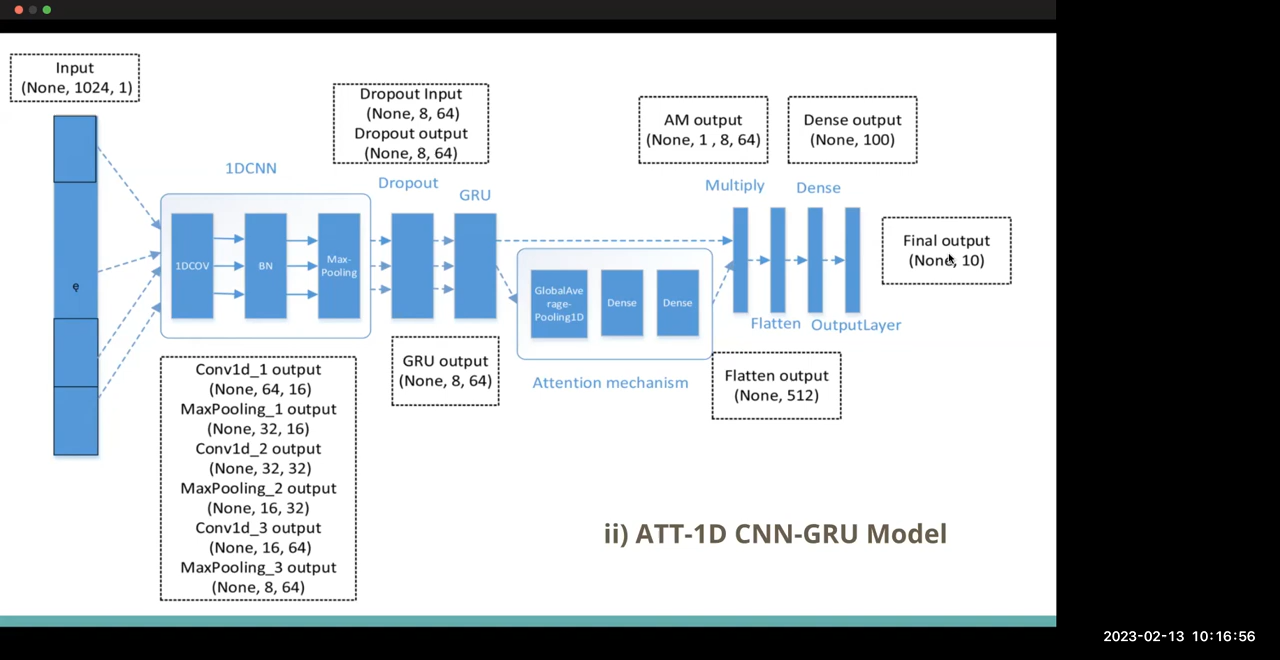 Input
(None, 1024, 1)
Dropout Input
(None, 8, 64)
Dropout output
(None, 8, 64)
AM output
(None, 1 , 8, 64)
Dense output
(None, 100)
1DCNN
Dropout
GRU
Multiply
Dense
1DCOV
BN
Max-
Pooling
GlobalAve
rage-
Pooling1D
Dense
Dense
Final output
(None, 10)
ę
Flatten
OutputLayer
Conv1d_1 output
(None, 64, 16)
MaxPooling_1 output
(None, 32, 16)
Conv1d_2 output
(None, 32, 32)
MaxPooling_2 output
(None, 16, 32)
Conv1d_3 output
(None, 16, 64)
MaxPooling_3 output
(None, 8, 64)
GRU output
(None, 8, 64)
Attention mechanism
Flatten output
(None, 512)
ii) ATT-1D CNN-GRU Model
2023-02-13 10:16:56